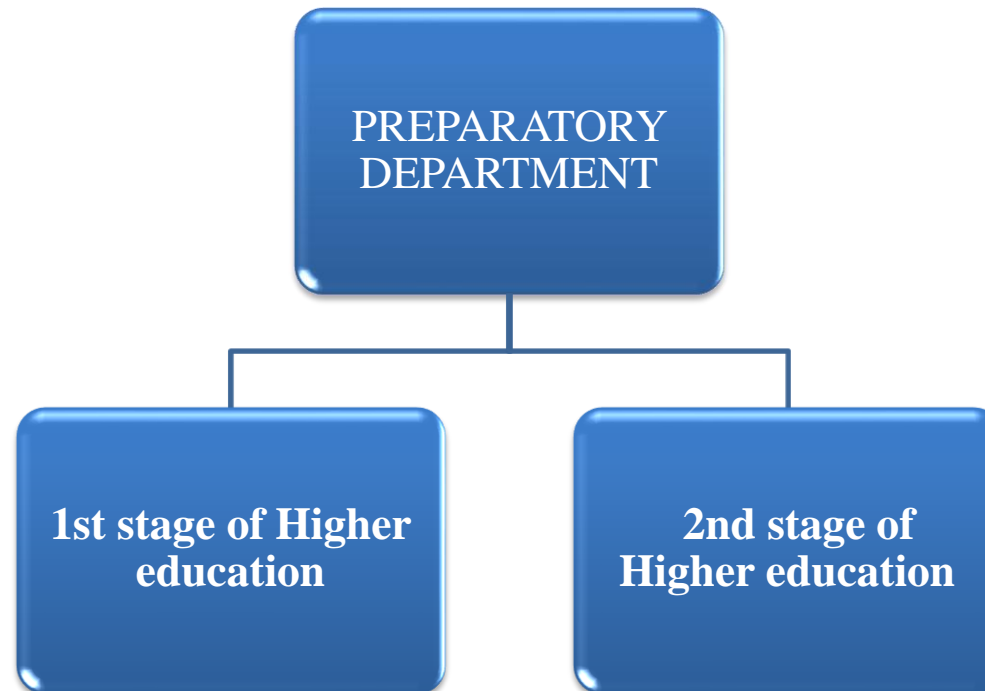 PREPARATORY
DEPARTMENT
1st stage of Higher
education
2nd stage of
Higher education